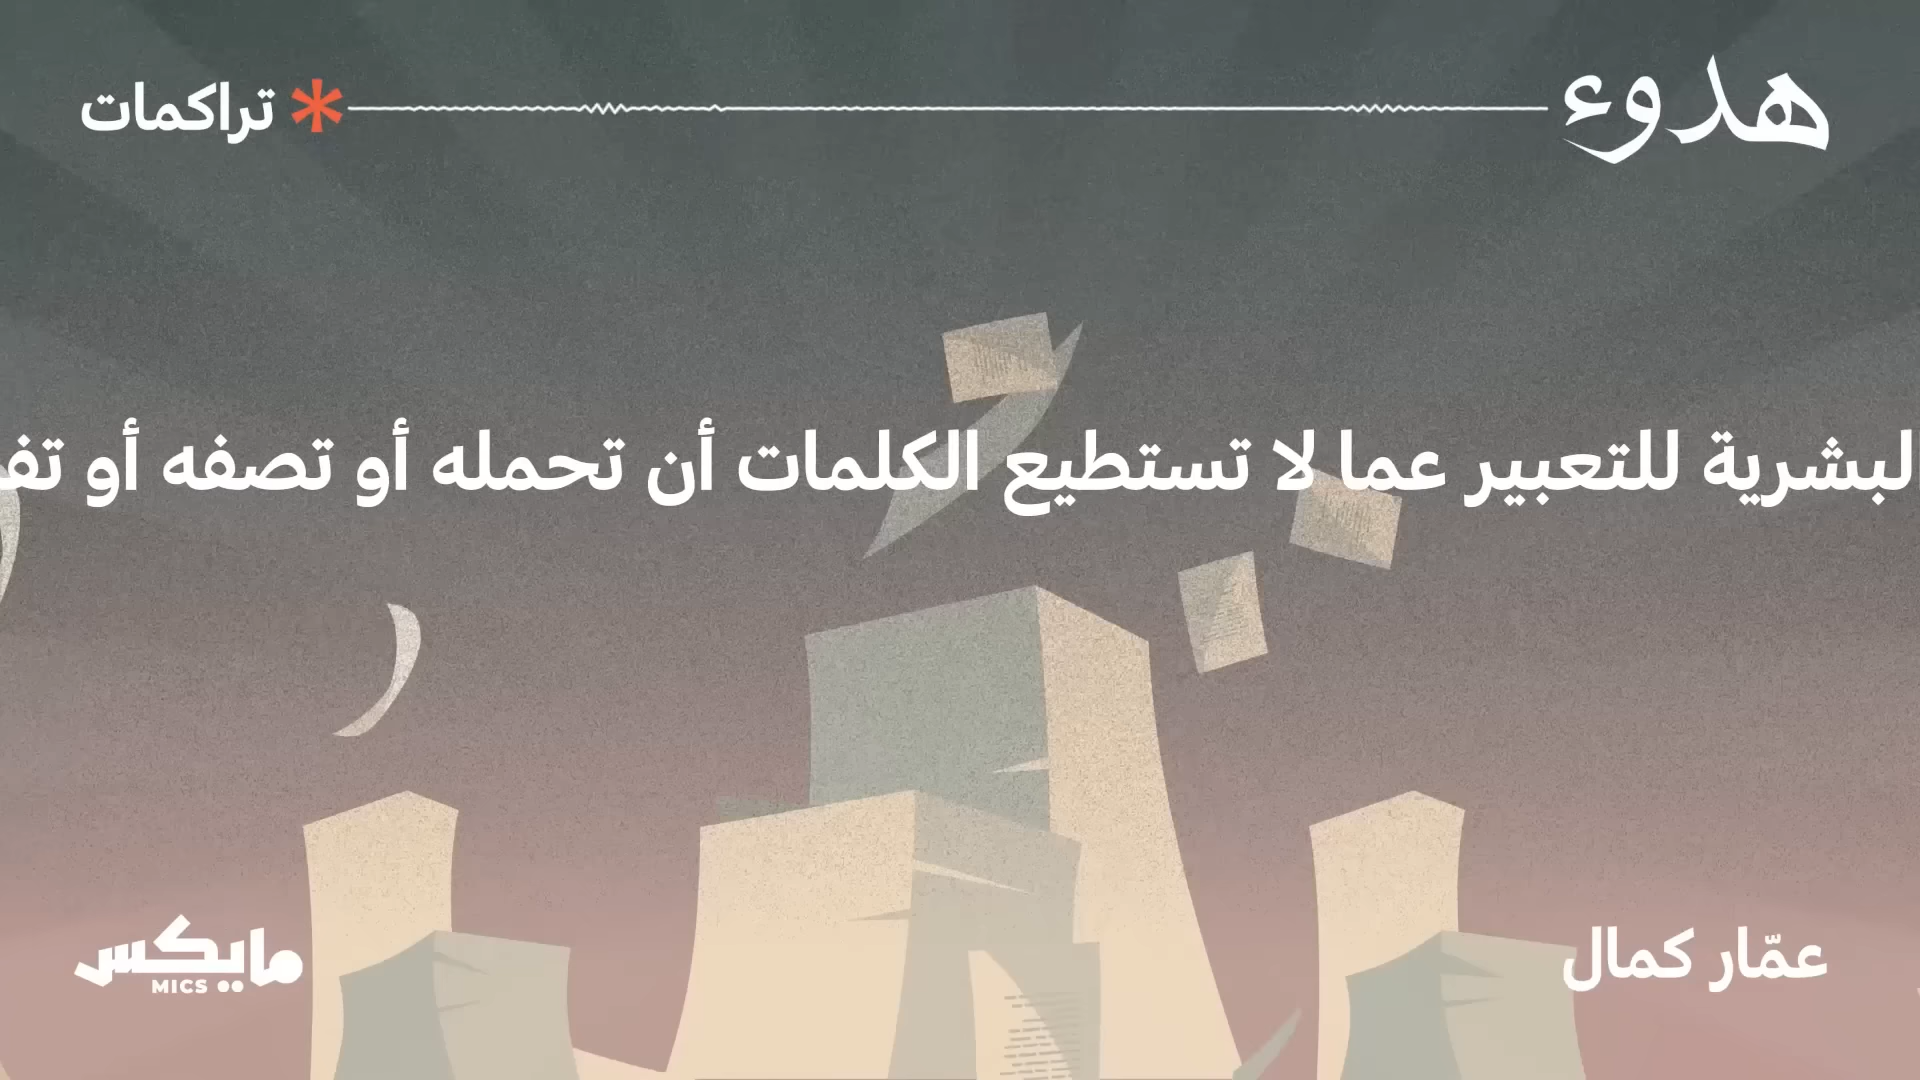 هدوء
تراكمات
البشرية للتعبير عما لا تستطيع الكلمات أن تحمله أو تصفه أو
عمّار كمال
مايكس
MICS